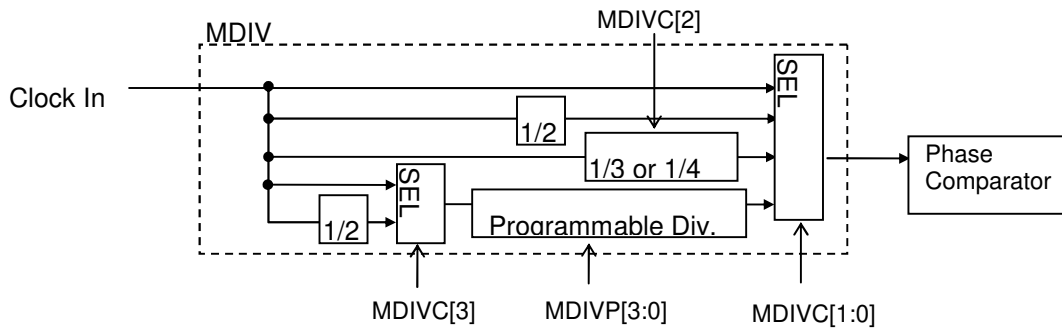 MDIVC[2]
MDIV
SEL
Clock In
1/2
1/3 or 1/4
Phase
Comparator
SEL
1/2
Programmable Div.
MDIVC[3]
MDIVP[3:0]
MDIVC[1:0]